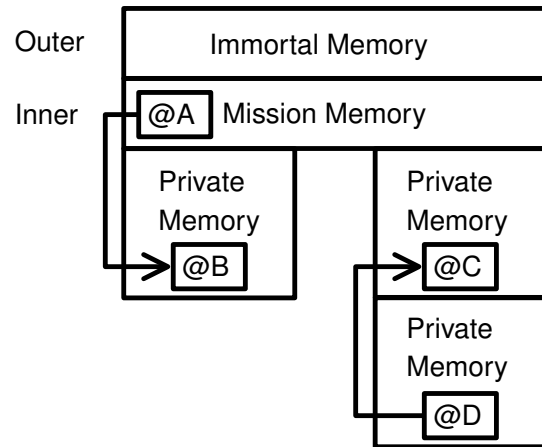 Outer
Immortal Memory
Inner
@A
Mission Memory
Private
Memory
@B
Private
Memory
@C
Private
Memory
@D